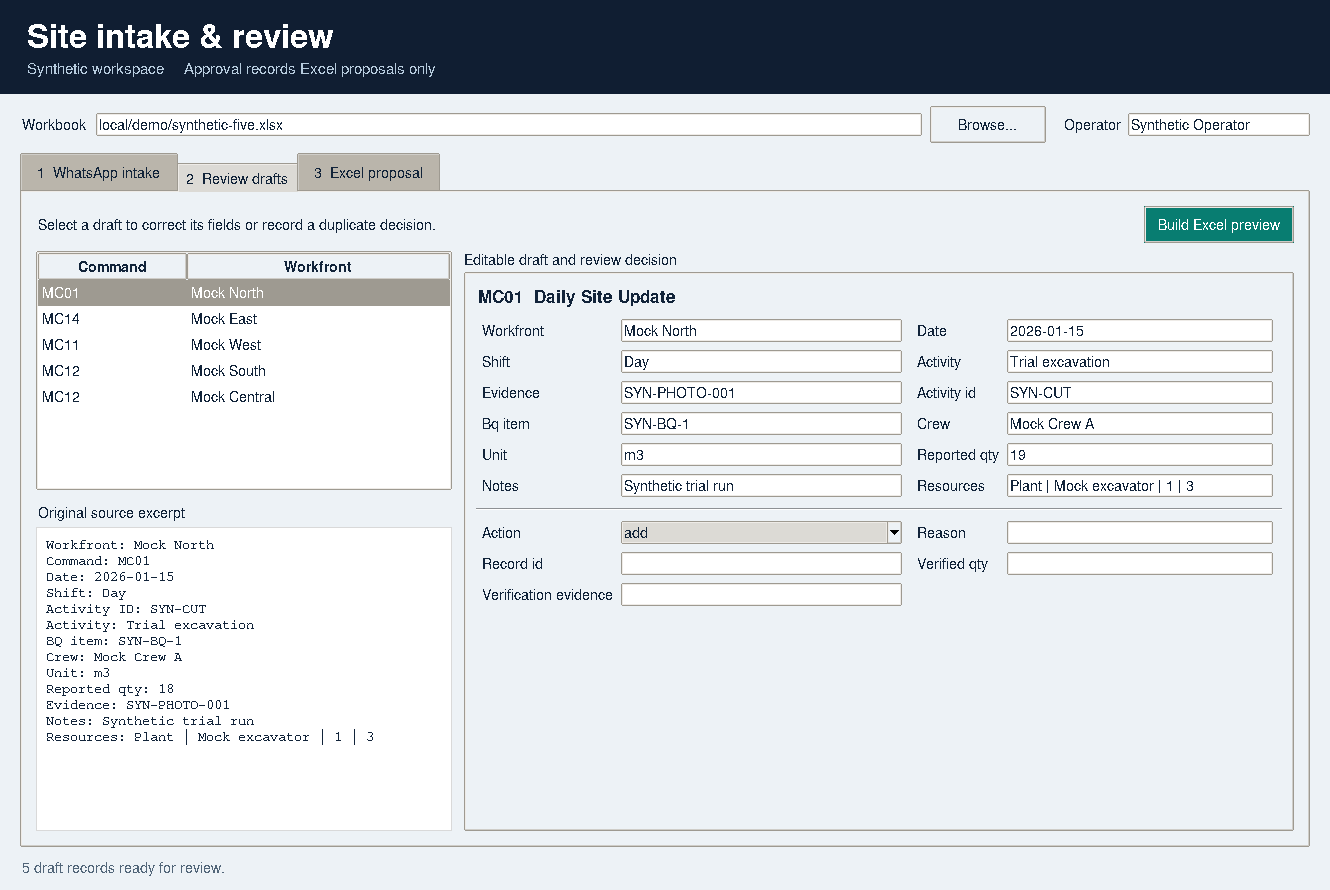 Site intake & review
Synthetic workspace Approval records Excel proposals only
Workbook local/demo/synthetic-five.xlsx Browse... Operator Synthetic Operator
1 WhatsApp intake 2 Review drafts 3 Excel proposal
Select a draft to correct its fields or record a duplicate decision. Build Excel preview
Command Workfront
MC01 Mock North
MC14 Mock East
MC11 Mock West
MC12 Mock South
MC12 Mock Central
Original source excerpt
Workfront: Mock North
Command: MC01
Date: 2026-01-15
Shift: Day
Activity ID: SYN-CUT
Activity: Trial excavation
BQ item: SYN-BQ-1
Crew: Mock Crew A
Unit: m3
Reported qty: 18
Evidence: SYN-PHOTO-001
Notes: Synthetic trial run
Resources: Plant | Mock excavator | 1 | 3
Editable draft and review decision
MC01 Daily Site Update
Workfront Mock North Date 2026-01-15
Shift Day Activity Trial excavation
Evidence SYN-PHOTO-001 Activity id SYN-CUT
Bq item SYN-BQ-1 Crew Mock Crew A
Unit m3 Reported qty 19
Notes Synthetic trial run Resources Plant | Mock excavator | 1 | 3
Action add Reason
Record id Verified qty
Verification evidence
5 draft records ready for review.